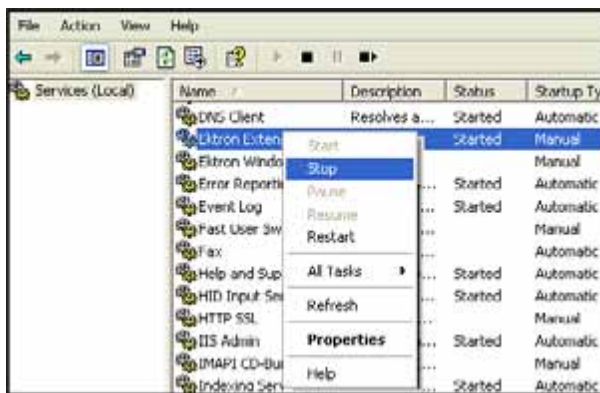 File Action View Help
Services (Local)
Name Description Status Startup Ty
DNS Client Resolves a... Started Automatic
Ektron Exten Started Manual
Ektron Windo Manual
Error Reporti ... Started Automatic
Event Log ... Started Automatic
Fast User Sw ... Manual
Fax ... Automatic
Help and Sup ... Started Automatic
HID Input Ser ... Started Automatic
HTTP SSL ... Manual
IIS Admin ... Started Automatic
IMAPI CD-Bur ... Manual
Indexing Serv ... Started Automatic
Start
Stop
Pause
Resume
Restart
All Tasks
Refresh
Properties
Help